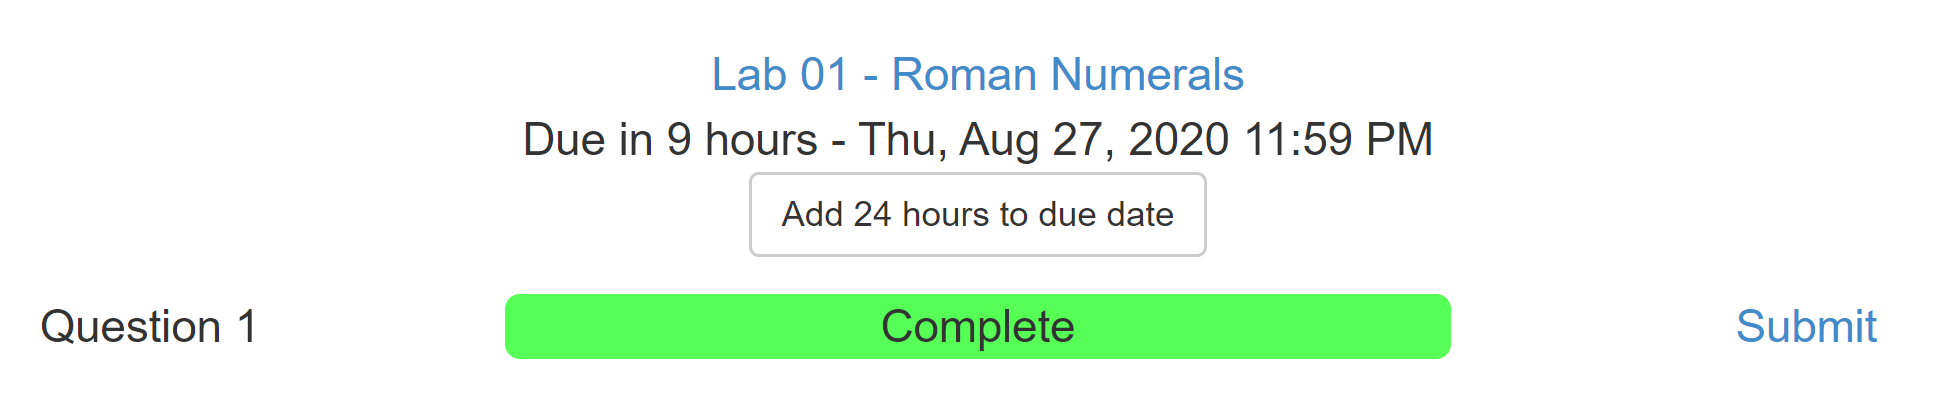 Lab 01 - Roman Numerals
Due in 9 hours - Thu, Aug 27, 2020 11:59 PM
Add 24 hours to due date
Question 1 Complete Submit